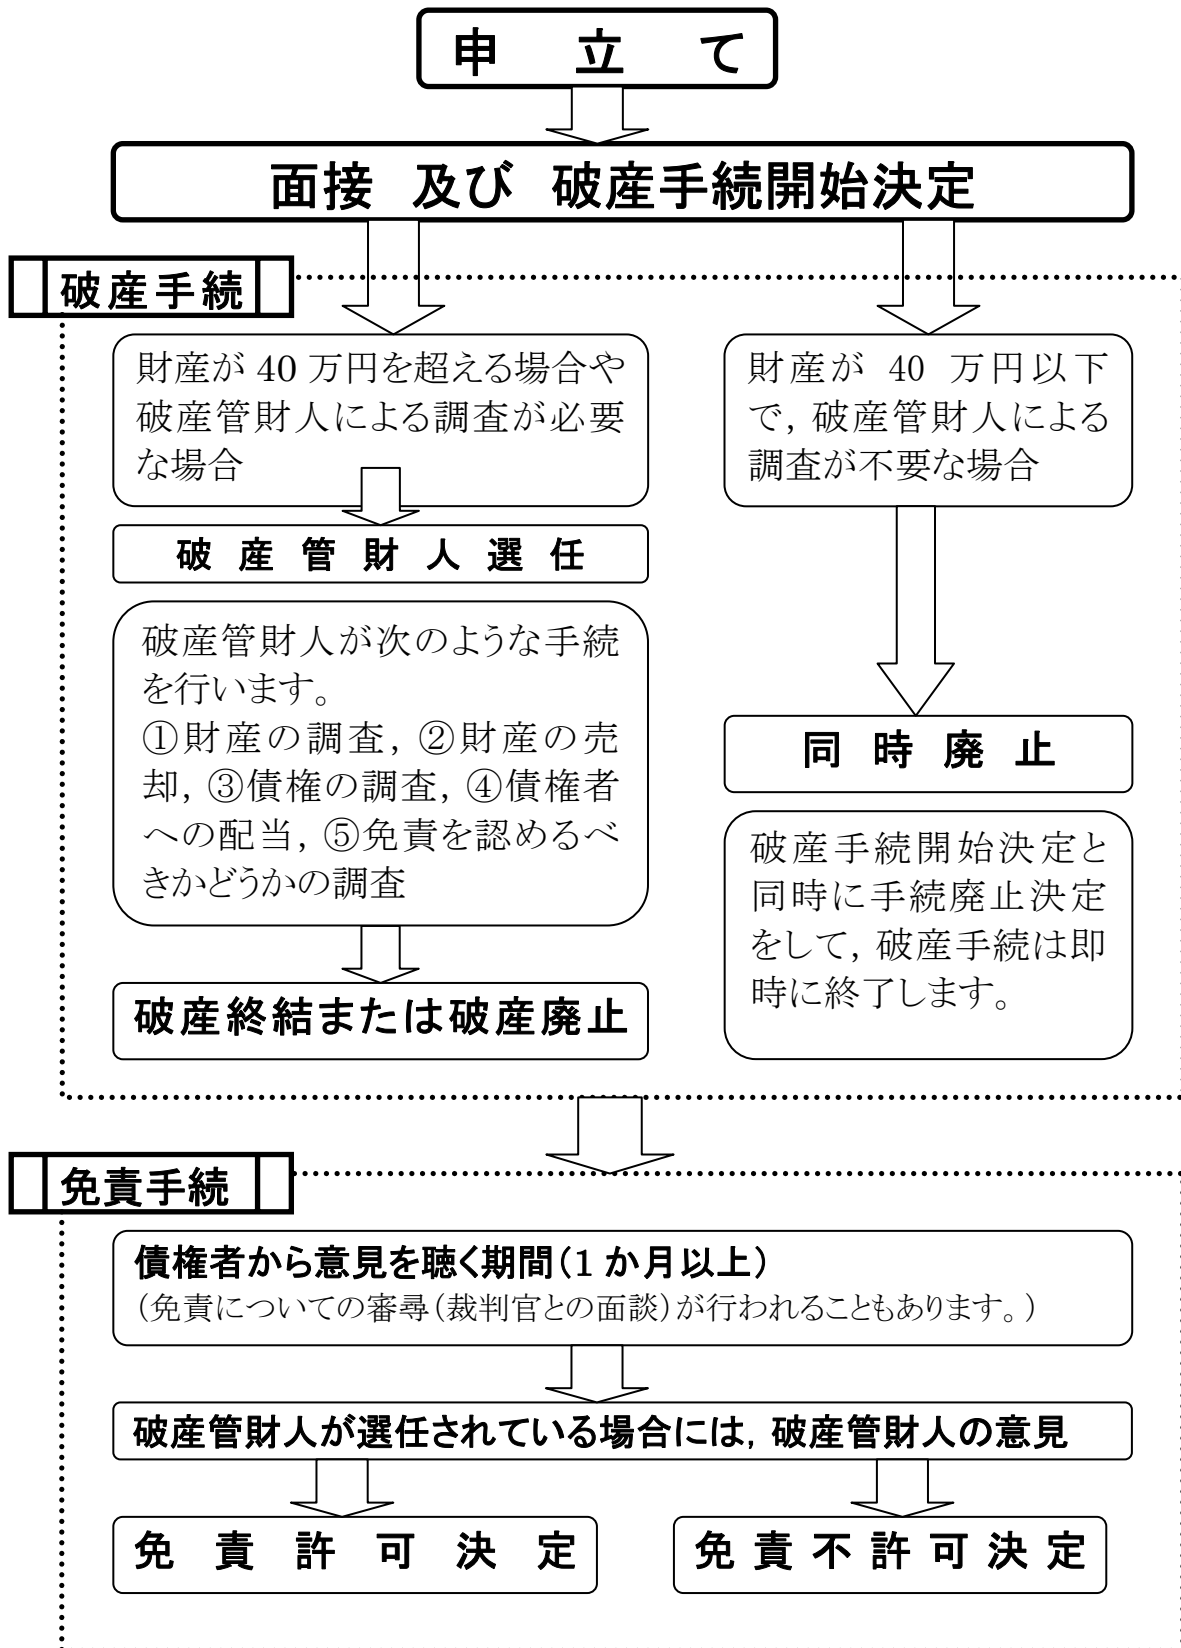 申立て
面接 及び 破産手続開始決定
破産手続
財産が 40 万円を超える場合や
破産管財人による調査が必要
な場合
破産管財人選任
破産管財人が次のような手続
を行います。
①財産の調査，②財産の売
却，③債権の調査，④債権者
への配当，⑤免責を認めるべ
きかどうかの調査
破産終結または破産廃止
財産が 40 万円以下
で，破産管財人による
調査が不要な場合
同時廃止
破産手続開始決定と
同時に手続廃止決定
をして，破産手続は即
時に終了します。
免責手続
債権者から意見を聴く期間（1 か月以上）
（免責についての審尋（裁判官との面談）が行われることもあります。）
破産管財人が選任されている場合には，破産管財人の意見
免責許可決定
免責不許可決定